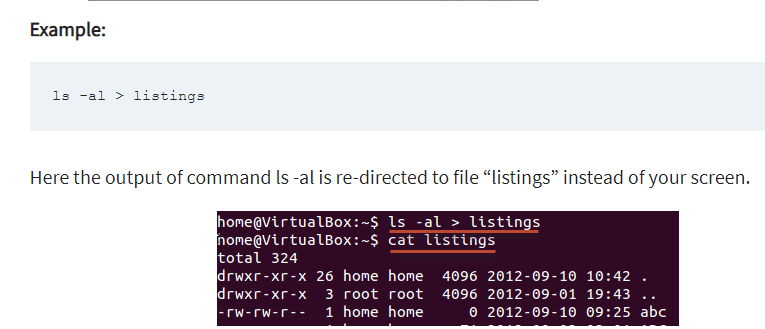 Example:
ls -al > listings
Here the output of command ls -al is re-directed to file “listings” instead of your screen.
home@VirtualBox:~$ ls -al > listings
home@VirtualBox:~$ cat listings
total 324
drwxr-xr-x 26 home home  4096 2012-09-10 10:42 .
drwxr-xr-x  3 root root  4096 2012-09-01 19:43 ..
-rw-rw-r--  1 home home     0 2012-09-10 09:25 abc